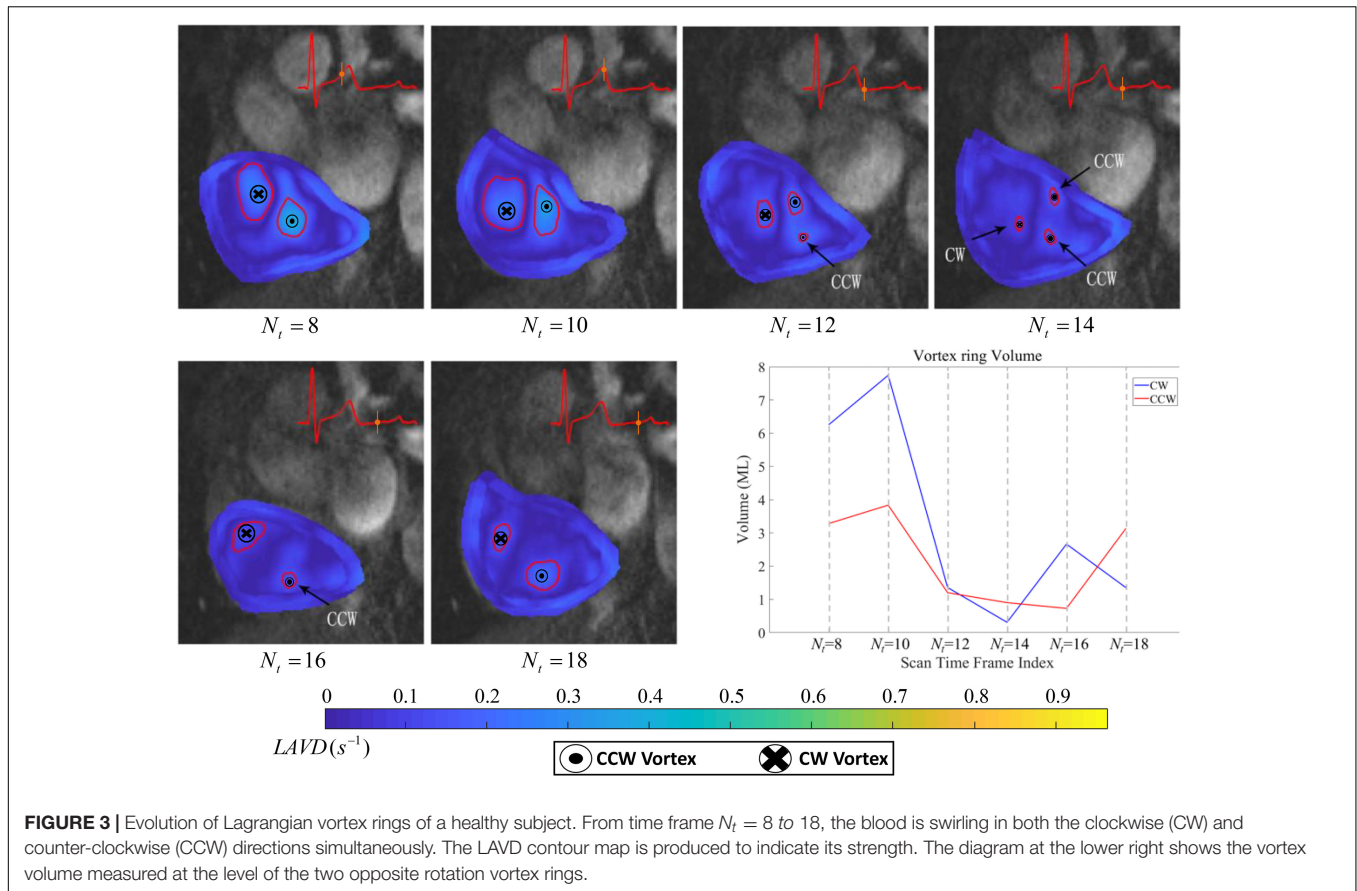 CCW
CCW
CW
CCW
N_t = 8
N_t = 10
N_t = 12
N_t = 14
CCW
N_t = 16
N_t = 18
Vortex ring Volume
CW
CCW
8
7
6
5
4
3
2
1
0
Volume (ML)
N_t=8 N_t=10 N_t=12 N_t=14 N_t=16 N_t=18
Scan Time Frame Index
0 0.1 0.2 0.3 0.4 0.5 0.6 0.7 0.8 0.9
LAVD(s⁻¹)
CCW Vortex CW Vortex
FIGURE 3 | Evolution of Lagrangian vortex rings of a healthy subject. From time frame N_t = 8 to 18, the blood is swirling in both the clockwise (CW) and
counter-clockwise (CCW) directions simultaneously. The LAVD contour map is produced to indicate its strength. The diagram at the lower right shows the vortex
volume measured at the level of the two opposite rotation vortex rings.